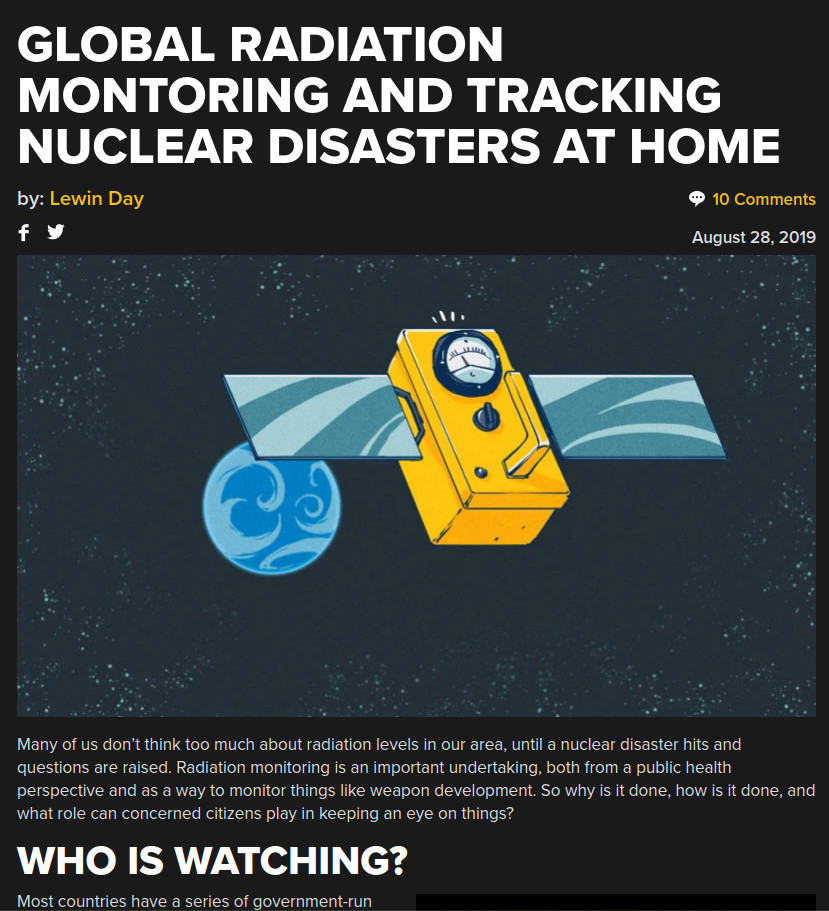 GLOBAL RADIATION
MONTORING AND TRACKING
NUCLEAR DISASTERS AT HOME
by: Lewin Day
10 Comments
August 28, 2019
Many of us don't think too much about radiation levels in our area, until a nuclear disaster hits and
questions are raised. Radiation monitoring is an important undertaking, both from a public health
perspective and as a way to monitor things like weapon development. So why is it done, how is it done, and
what role can concerned citizens play in keeping an eye on things?
WHO IS WATCHING?
Most countries have a series of government-run